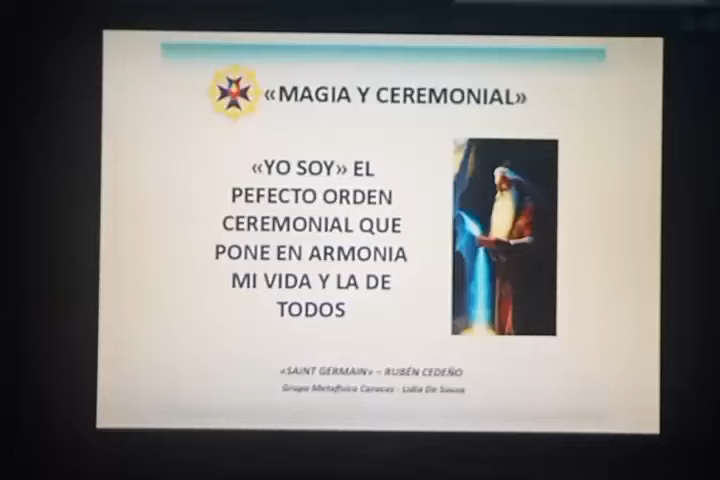 «MAGIA Y CEREMONIAL»
«YO SOY» EL
PEFECTO ORDEN
CEREMONIAL QUE
PONE EN ARMONIA
MI VIDA Y LA DE
TODOS
«SAINT GERMAIN» – RUBÉN CEDEÑO
Grupo Metafísico Caracas - Lidia De Souza